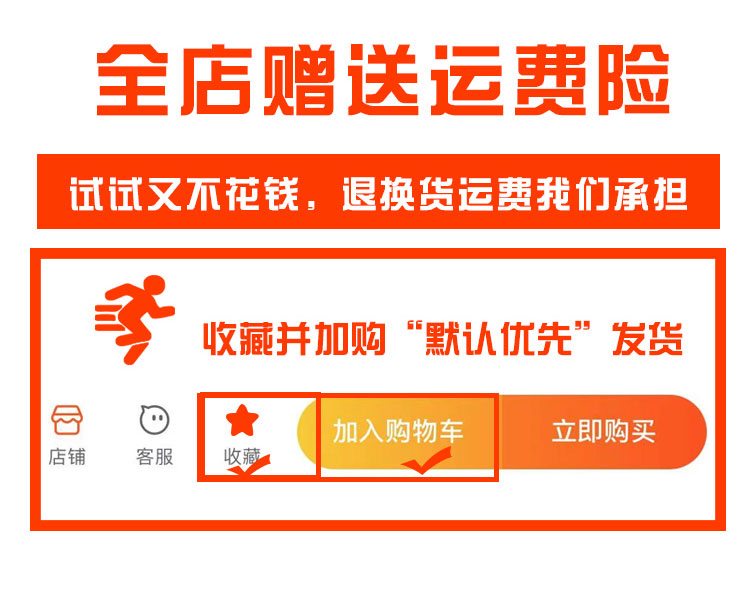 全店赠送运费险
试试又不花钱，退换货运费我们承担
收藏并加购“默认优先”发货
店铺
客服
收藏
加入购物车
立即购买